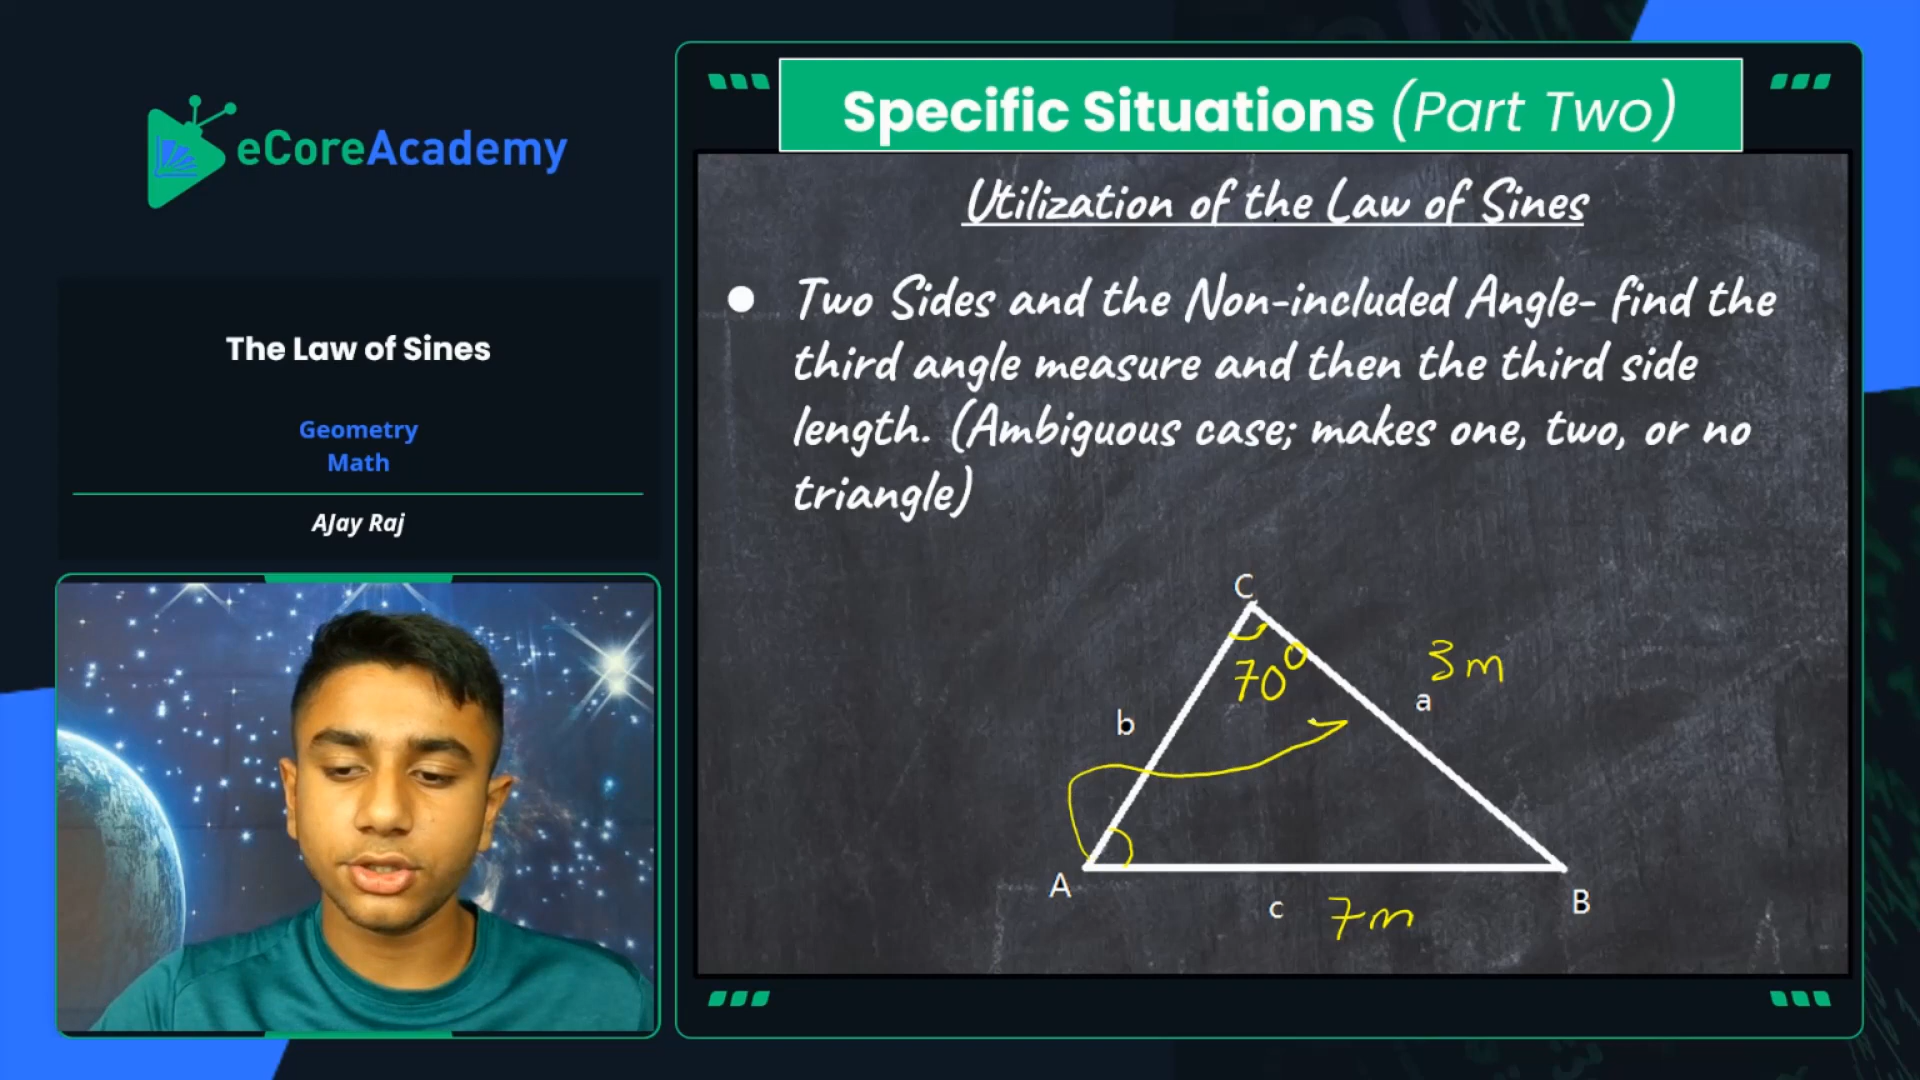 eCoreAcademy
The Law of Sines
Geometry
Math
AJay Raj
Specific Situations (Part Two)
Utilization of the Law of Sines
● Two Sides and the Non-included Angle- find the
third angle measure and then the third side
length. (Ambiguous case; makes one, two, or no
triangle)
C
70°
3m
b
a
A
B
c 7m